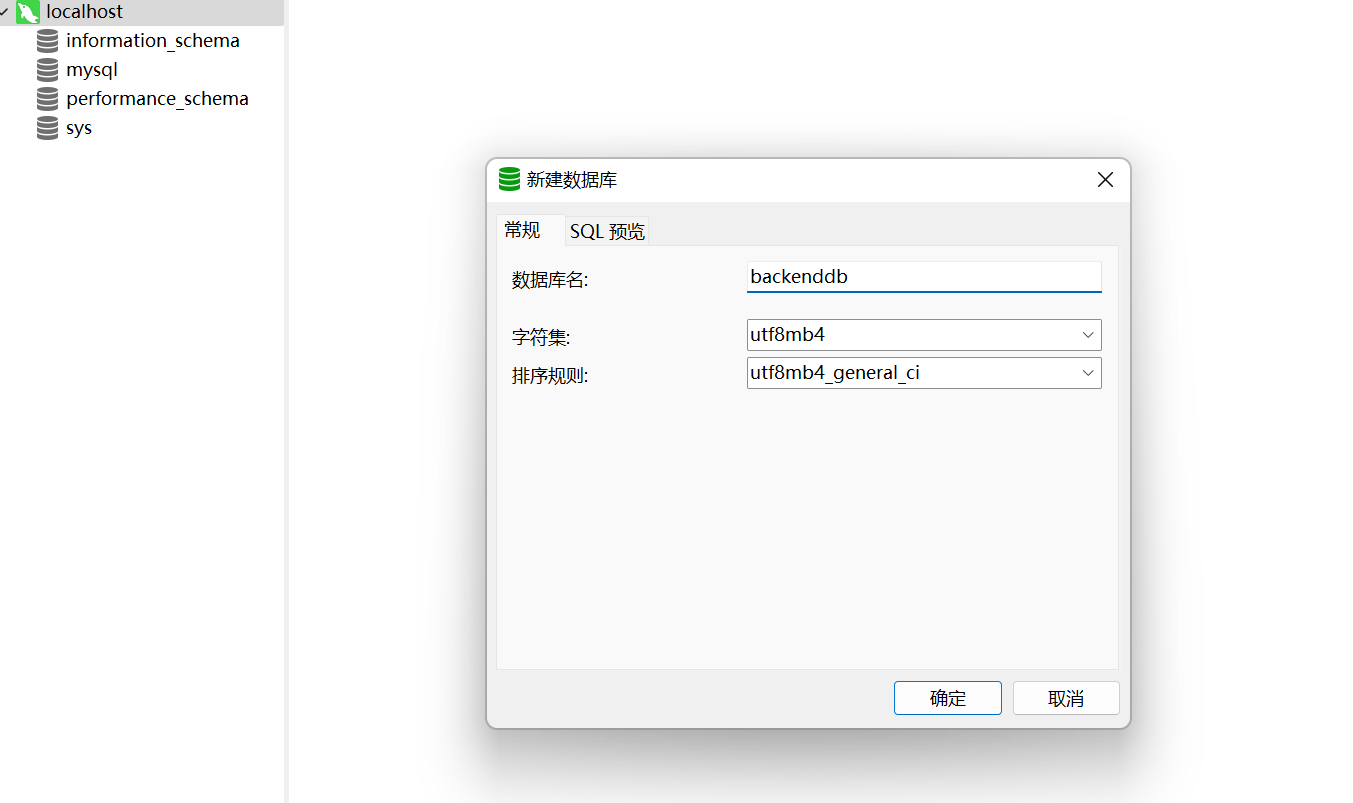 localhost
information_schema
mysql
performance_schema
sys
新建数据库
常规 SQL 预览
数据库名: backenddb
字符集: utf8mb4
排序规则: utf8mb4_general_ci
确定 取消